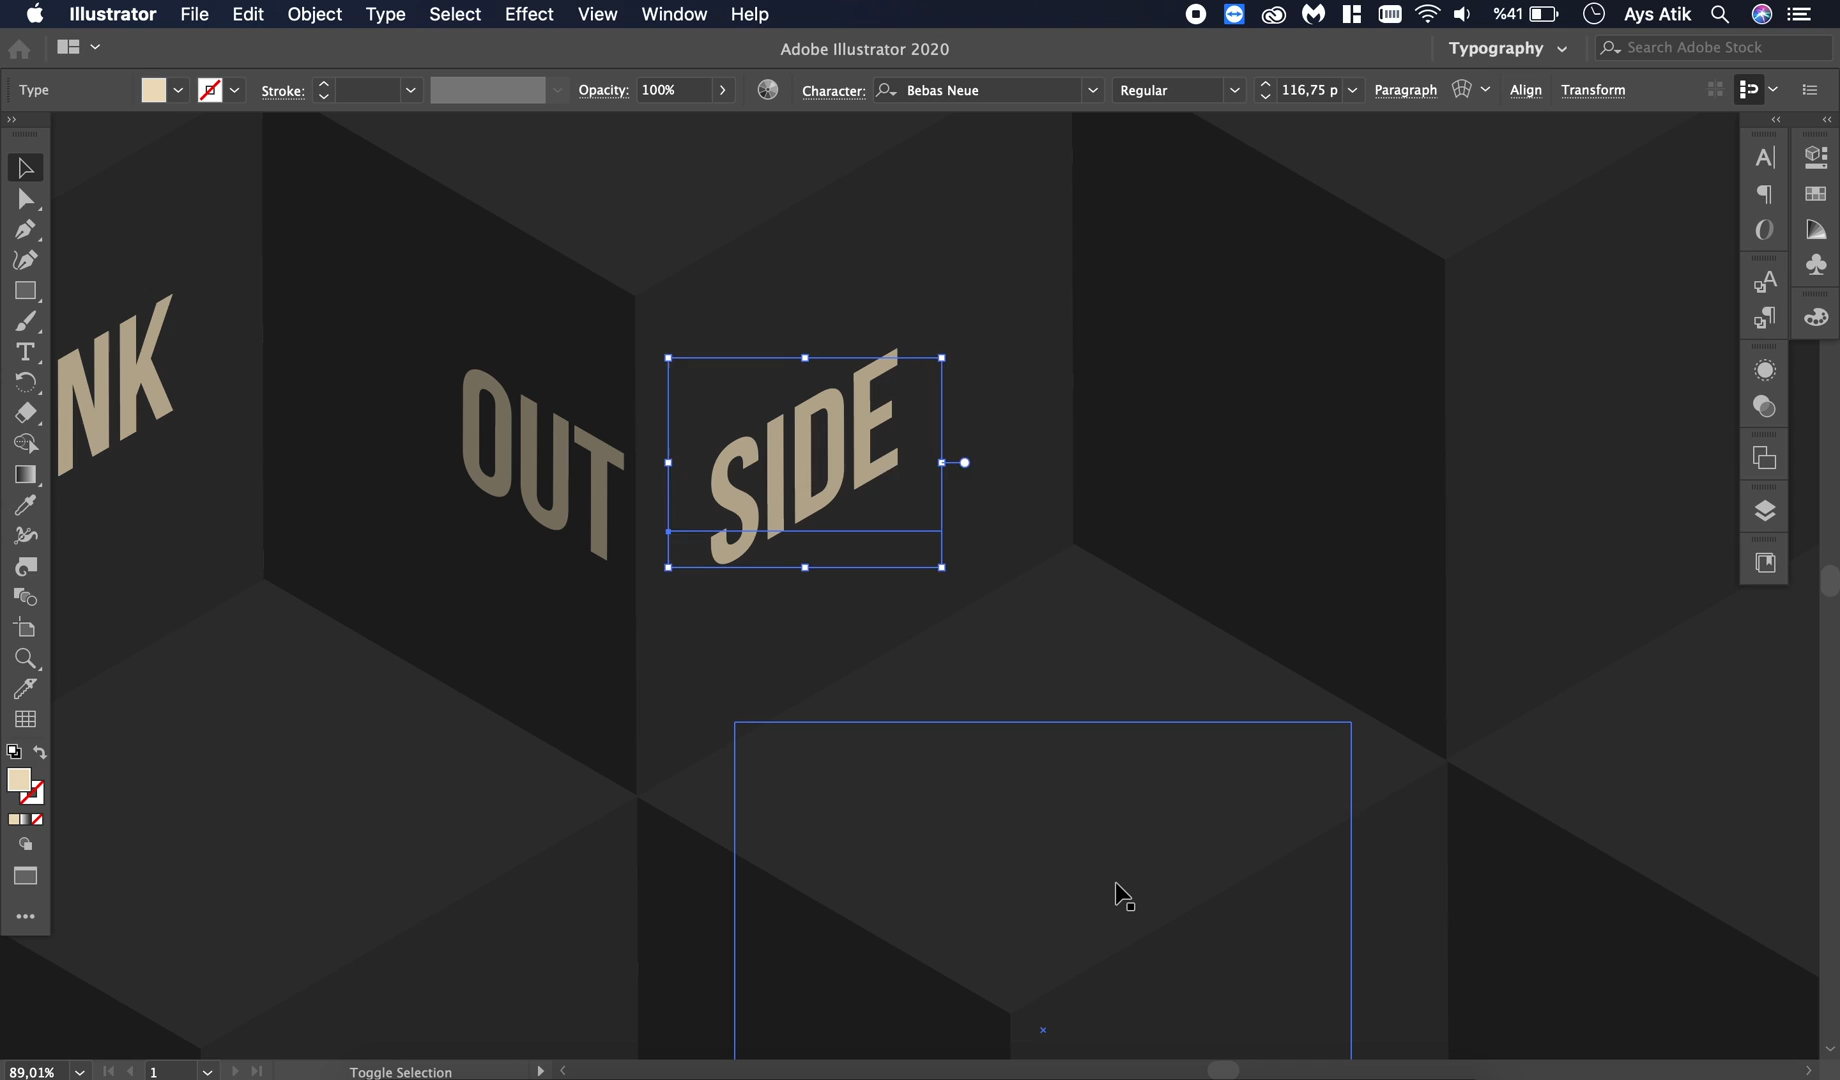 Illustrator File Edit Object Type Select Effect View Window Help %41 Ays Atik
Adobe Illustrator 2020 Typography Search Adobe Stock
Type Stroke: Opacity: 100% Character: Bebas Neue Regular 116,75 p Paragraph Align Transform
NK
OUT
SIDE
89,01% 1 Toggle Selection